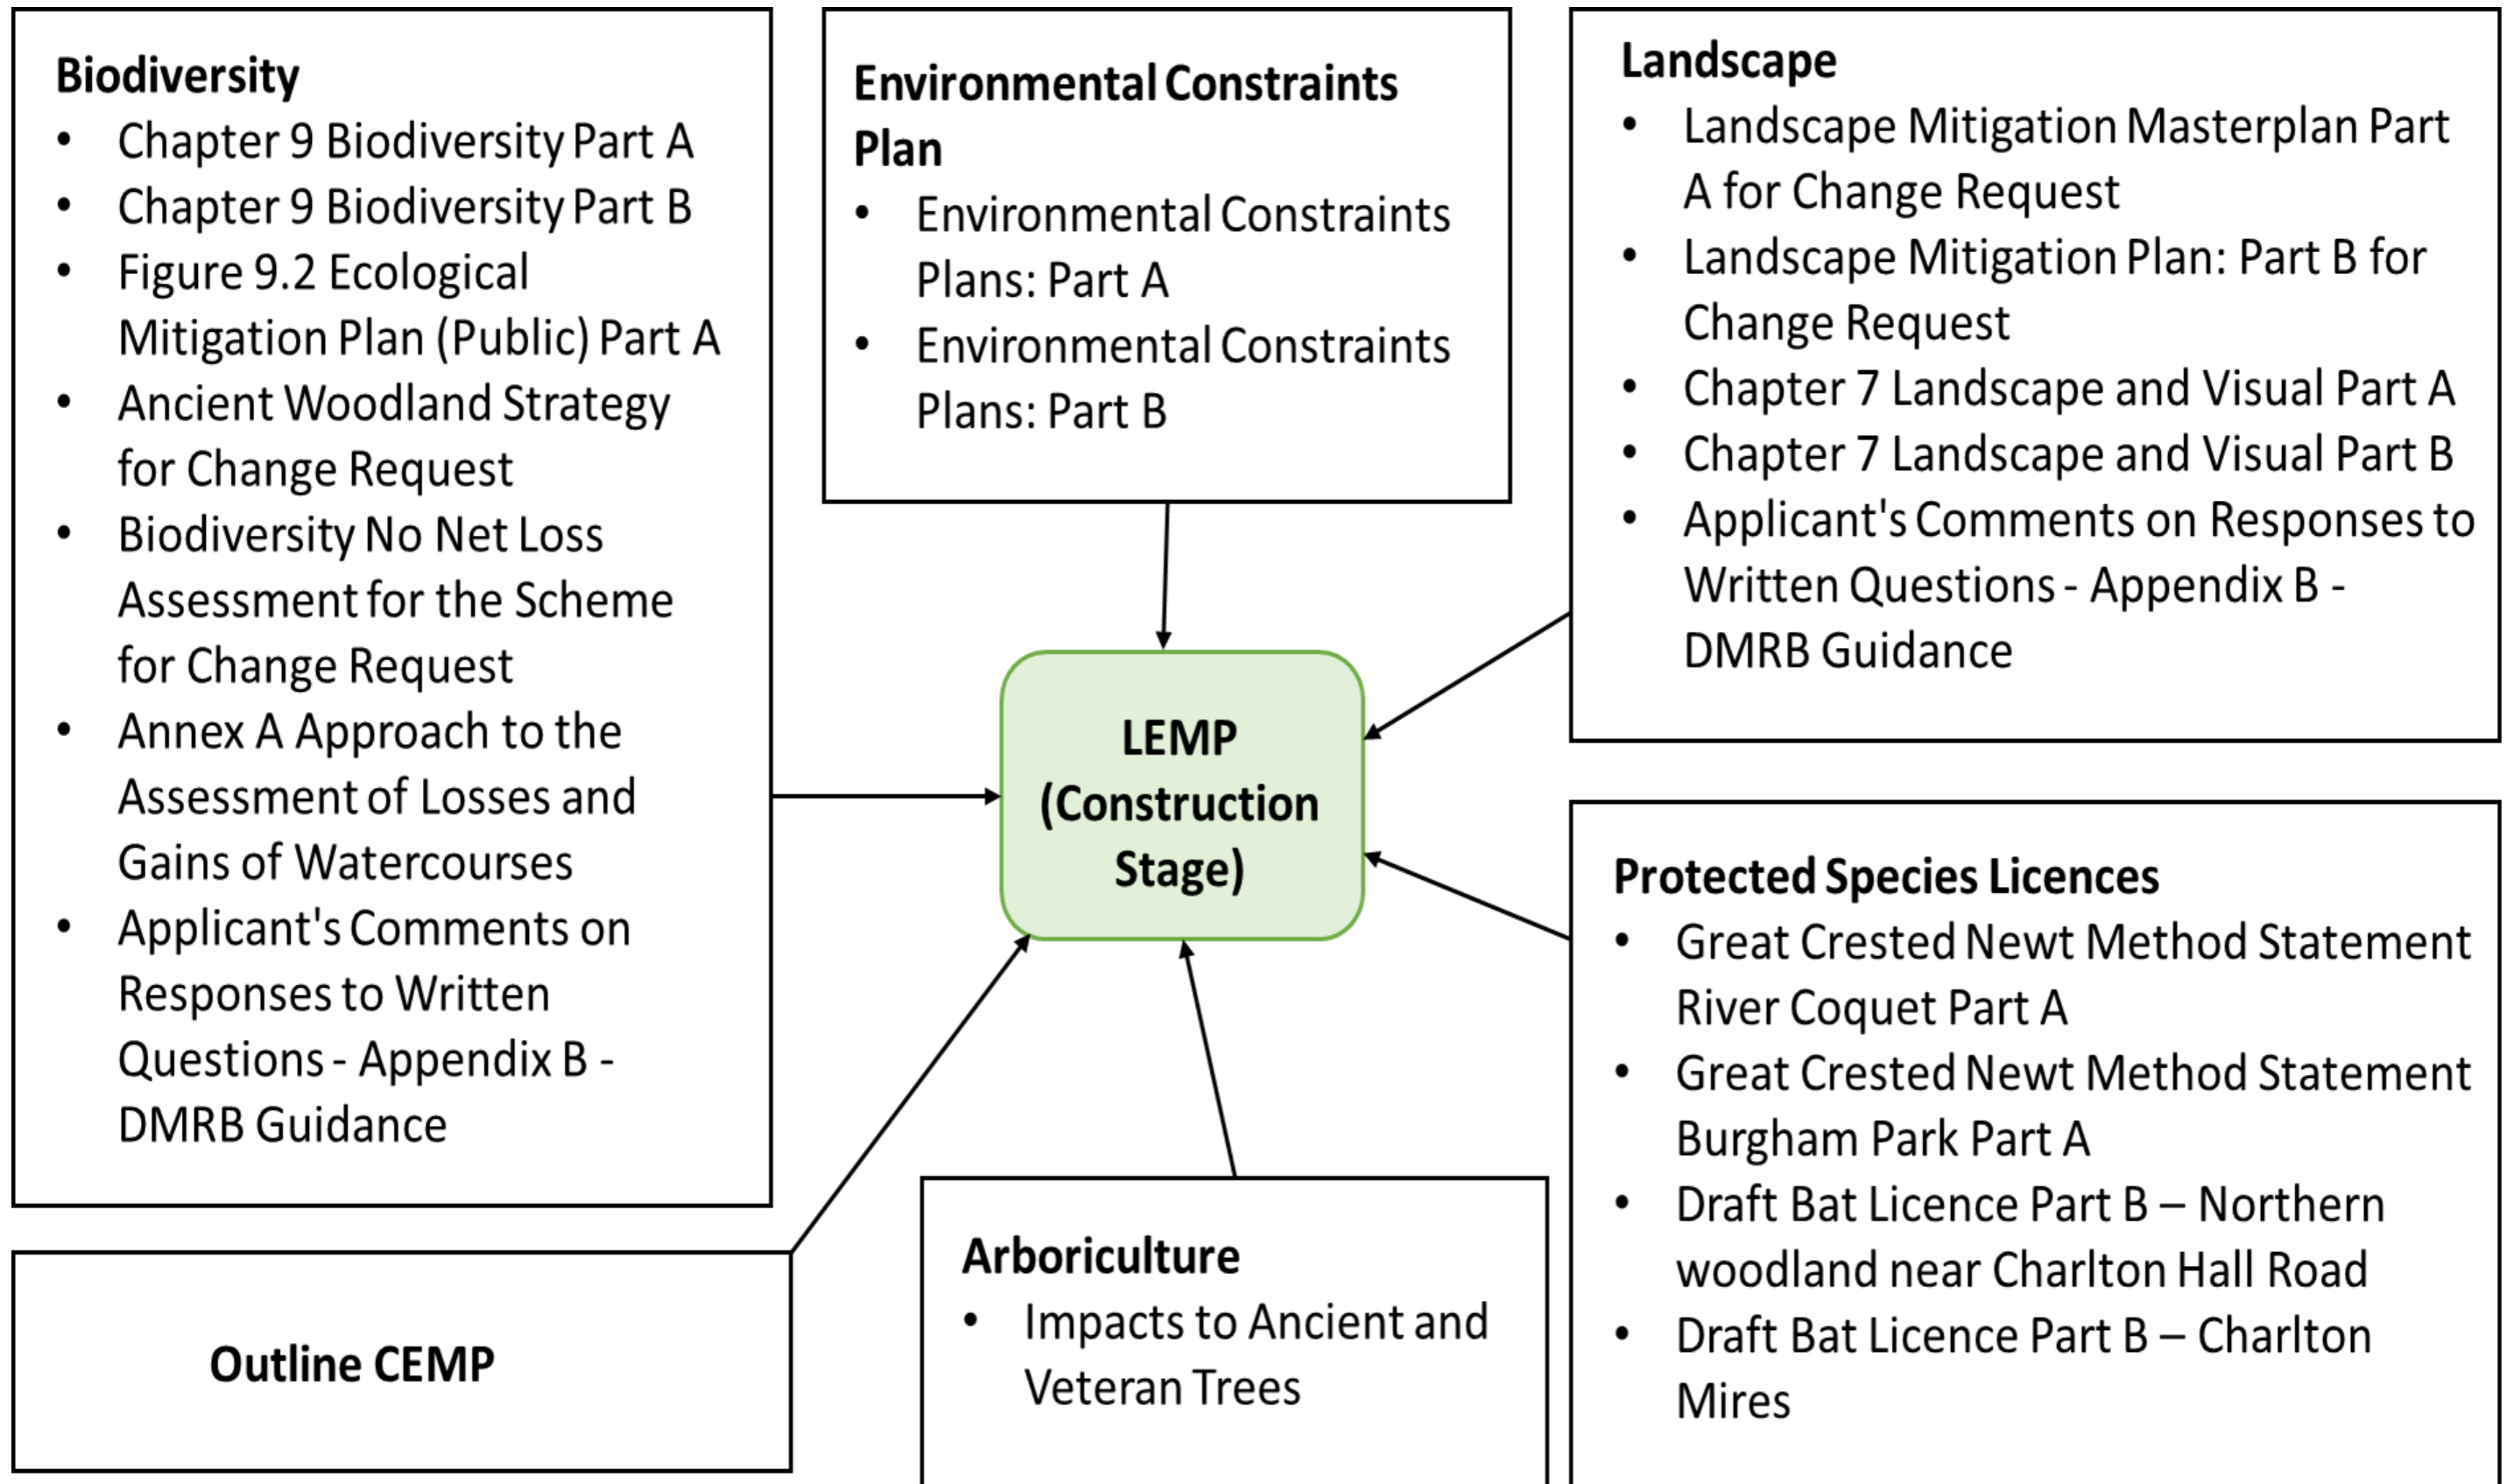 Biodiversity
• Chapter 9 Biodiversity Part A
• Chapter 9 Biodiversity Part B
• Figure 9.2 Ecological
Mitigation Plan (Public) Part A
• Ancient Woodland Strategy
for Change Request
• Biodiversity No Net Loss
Assessment for the Scheme
for Change Request
• Annex A Approach to the
Assessment of Losses and
Gains of Watercourses
• Applicant's Comments on
Responses to Written
Questions - Appendix B -
DMRB Guidance
Environmental Constraints
Plan
• Environmental Constraints
Plans: Part A
• Environmental Constraints
Plans: Part B
Landscape
• Landscape Mitigation Masterplan Part
A for Change Request
• Landscape Mitigation Plan: Part B for
Change Request
• Chapter 7 Landscape and Visual Part A
• Chapter 7 Landscape and Visual Part B
• Applicant's Comments on Responses to
Written Questions - Appendix B -
DMRB Guidance
LEMP
(Construction
Stage)
Protected Species Licences
• Great Crested Newt Method Statement
River Coquet Part A
• Great Crested Newt Method Statement
Burgham Park Part A
• Draft Bat Licence Part B – Northern
woodland near Charlton Hall Road
• Draft Bat Licence Part B – Charlton
Mires
Outline CEMP
Arboriculture
• Impacts to Ancient and
Veteran Trees